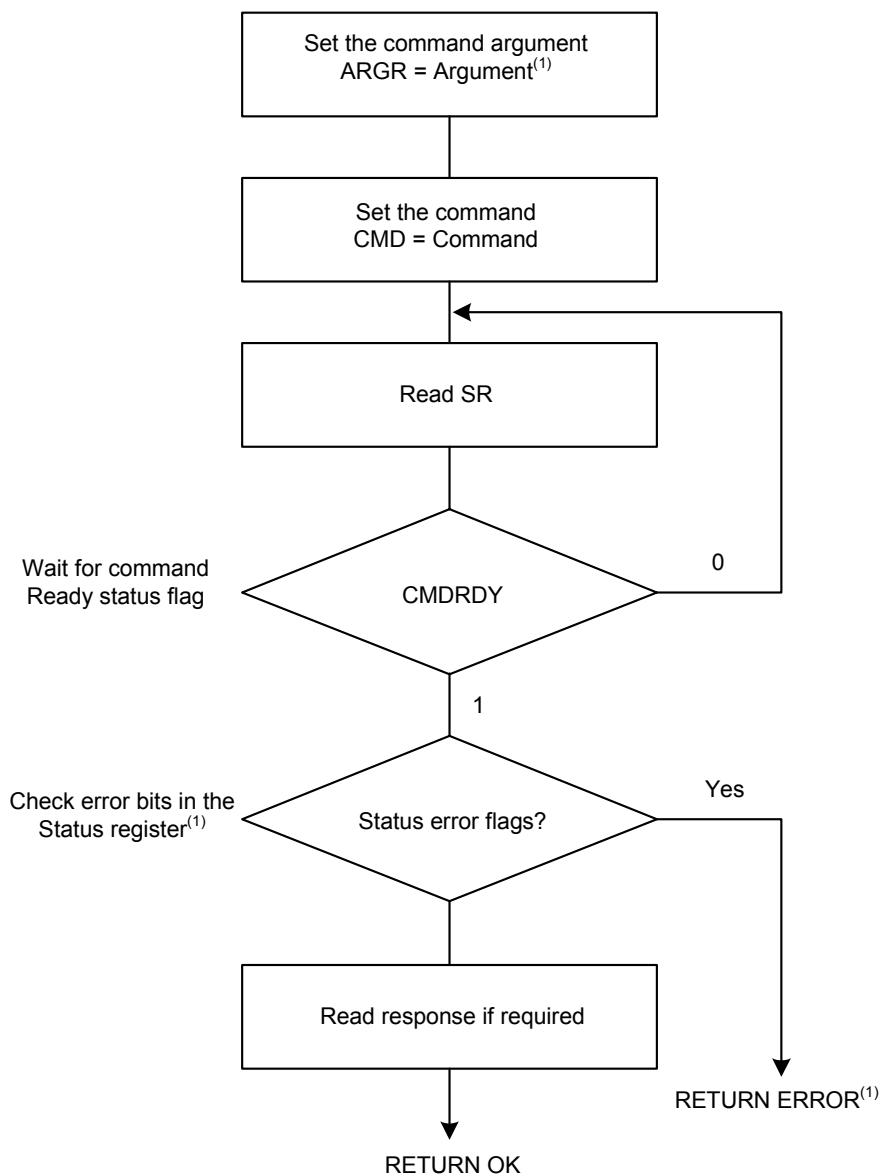 Set the command argument
ARGR = Argument(1)
Set the command
CMD = Command
Read SR
Wait for command
Ready status flag
CMDRDY
0
1
Check error bits in the
Status register(1)
Status error flags?
Yes
Read response if required
RETURN ERROR(1)
RETURN OK